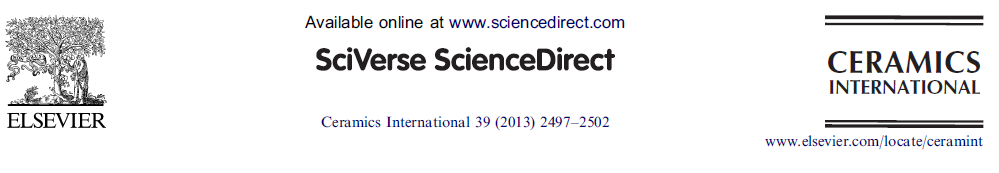 Available online at www.sciencedirect.com
SciVerse ScienceDirect
ELSEVIER
Ceramics International 39 (2013) 2497–2502
CERAMICS
INTERNATIONAL
www.elsevier.com/locate/ceramint